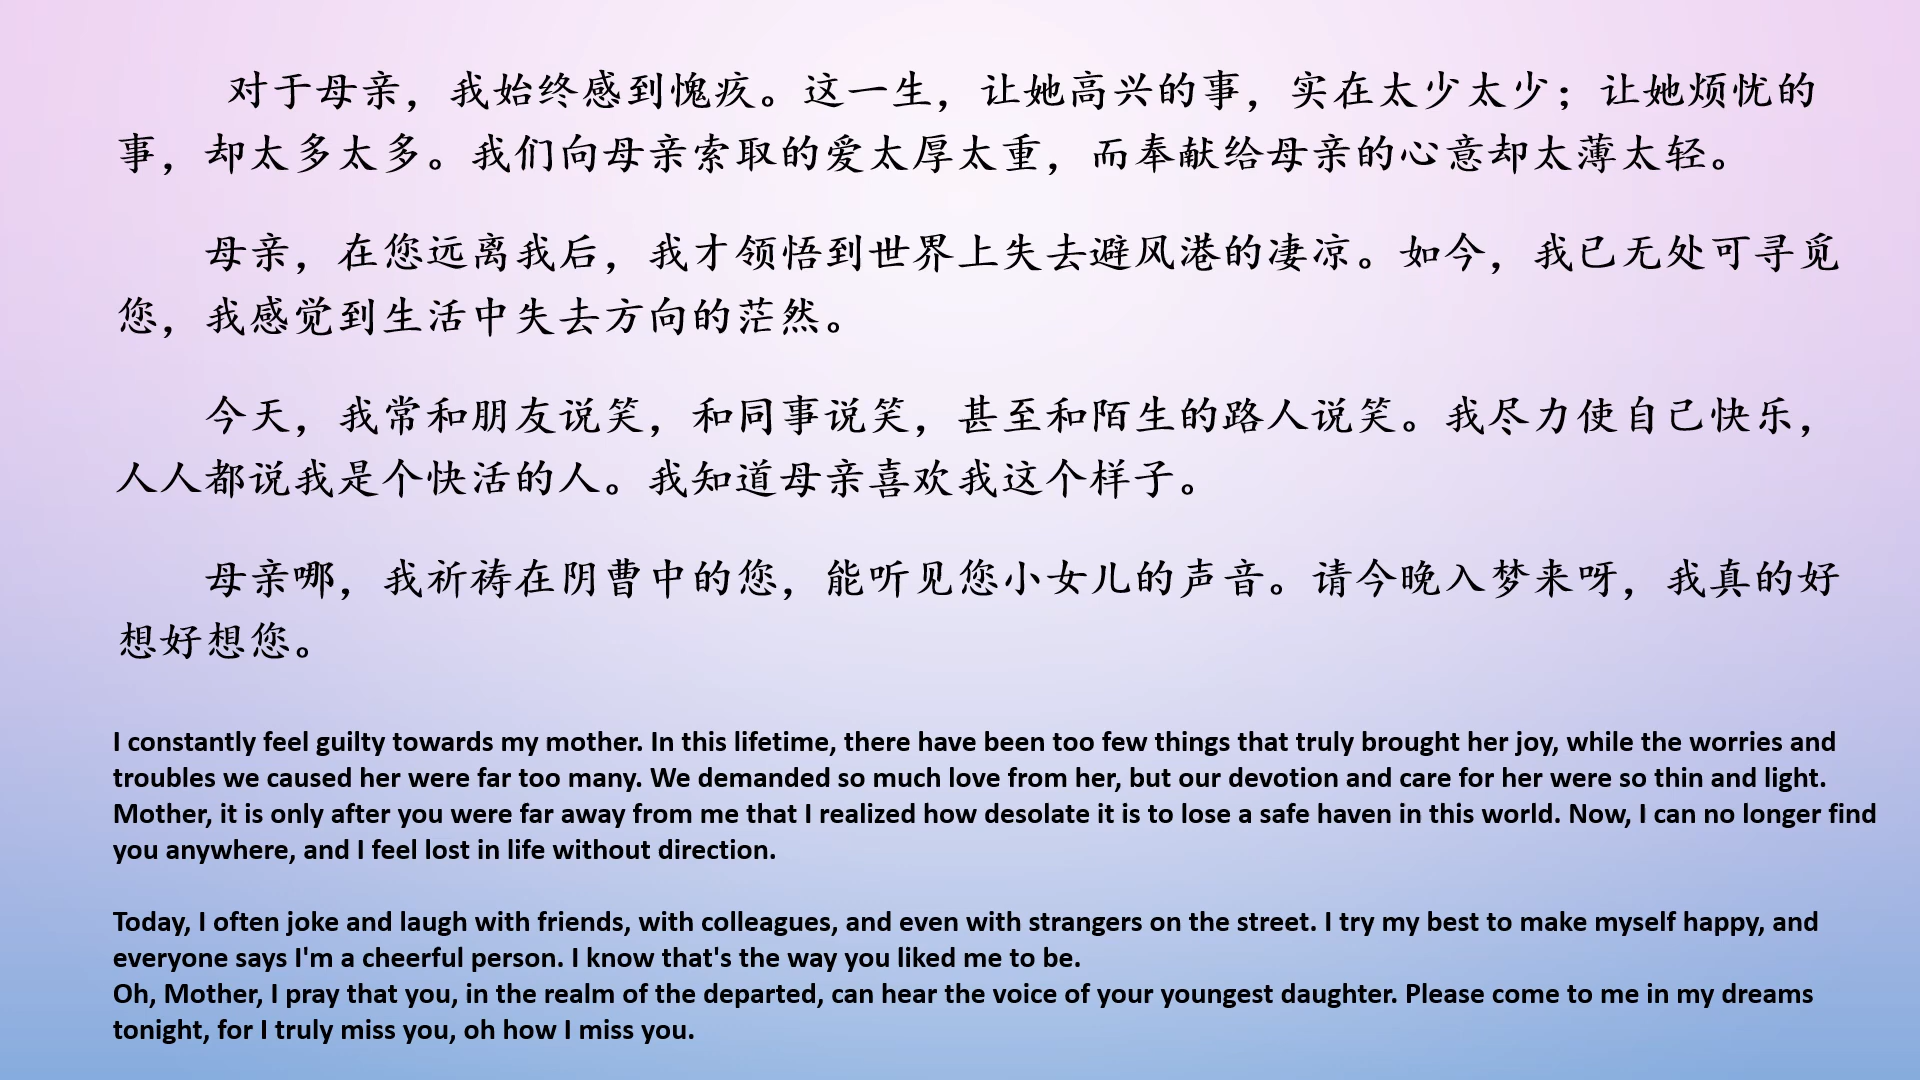 对于母亲，我始终感到愧疚。这一生，让她高兴的事，实在太少太少；让她烦忧的
事，却太多太多。我们向母亲索取的爱太厚太重，而奉献给母亲的心意却太薄太轻。
母亲，在您远离我后，我才领悟到世界上失去避风港的凄凉。如今，我已无处可寻觅
您，我感觉到生活中失去方向的茫然。
今天，我常和朋友说笑，和同事说笑，甚至和陌生的路人说笑。我尽力使自己快乐，
人人都说我是个快活的人。我知道母亲喜欢我这个样子。
母亲哪，我祈祷在阴曹中的您，能听见您小女儿的声音。请今晚入梦来呀，我真的好
想好想您。
I constantly feel guilty towards my mother. In this lifetime, there have been too few things that truly brought her joy, while the worries and
troubles we caused her were far too many. We demanded so much love from her, but our devotion and care for her were so thin and light.
Mother, it is only after you were far away from me that I realized how desolate it is to lose a safe haven in this world. Now, I can no longer find
you anywhere, and I feel lost in life without direction.
Today, I often joke and laugh with friends, with colleagues, and even with strangers on the street. I try my best to make myself happy, and
everyone says I'm a cheerful person. I know that's the way you liked me to be.
Oh, Mother, I pray that you, in the realm of the departed, can hear the voice of your youngest daughter. Please come to me in my dreams
tonight, for I truly miss you, oh how I miss you.